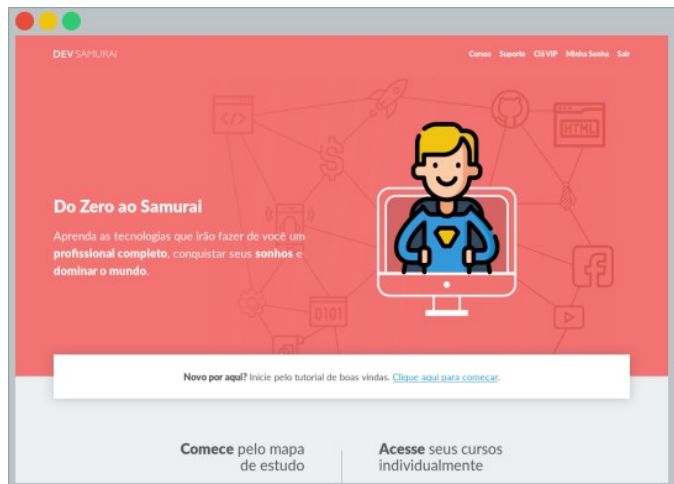 DEV SAMURAI
Cursos Suporte Clã VIP Minha Senha Sair
</>
HTML
Do Zero ao Samurai
Aprenda as tecnologias que irão fazer de você um
profissional completo, conquistar seus sonhos e
dominar o mundo.
0101
Novo por aqui? Inicie pelo tutorial de boas vindas. Clique aqui para começar.
Comece pelo mapa
de estudo
Acesse seus cursos
individualmente